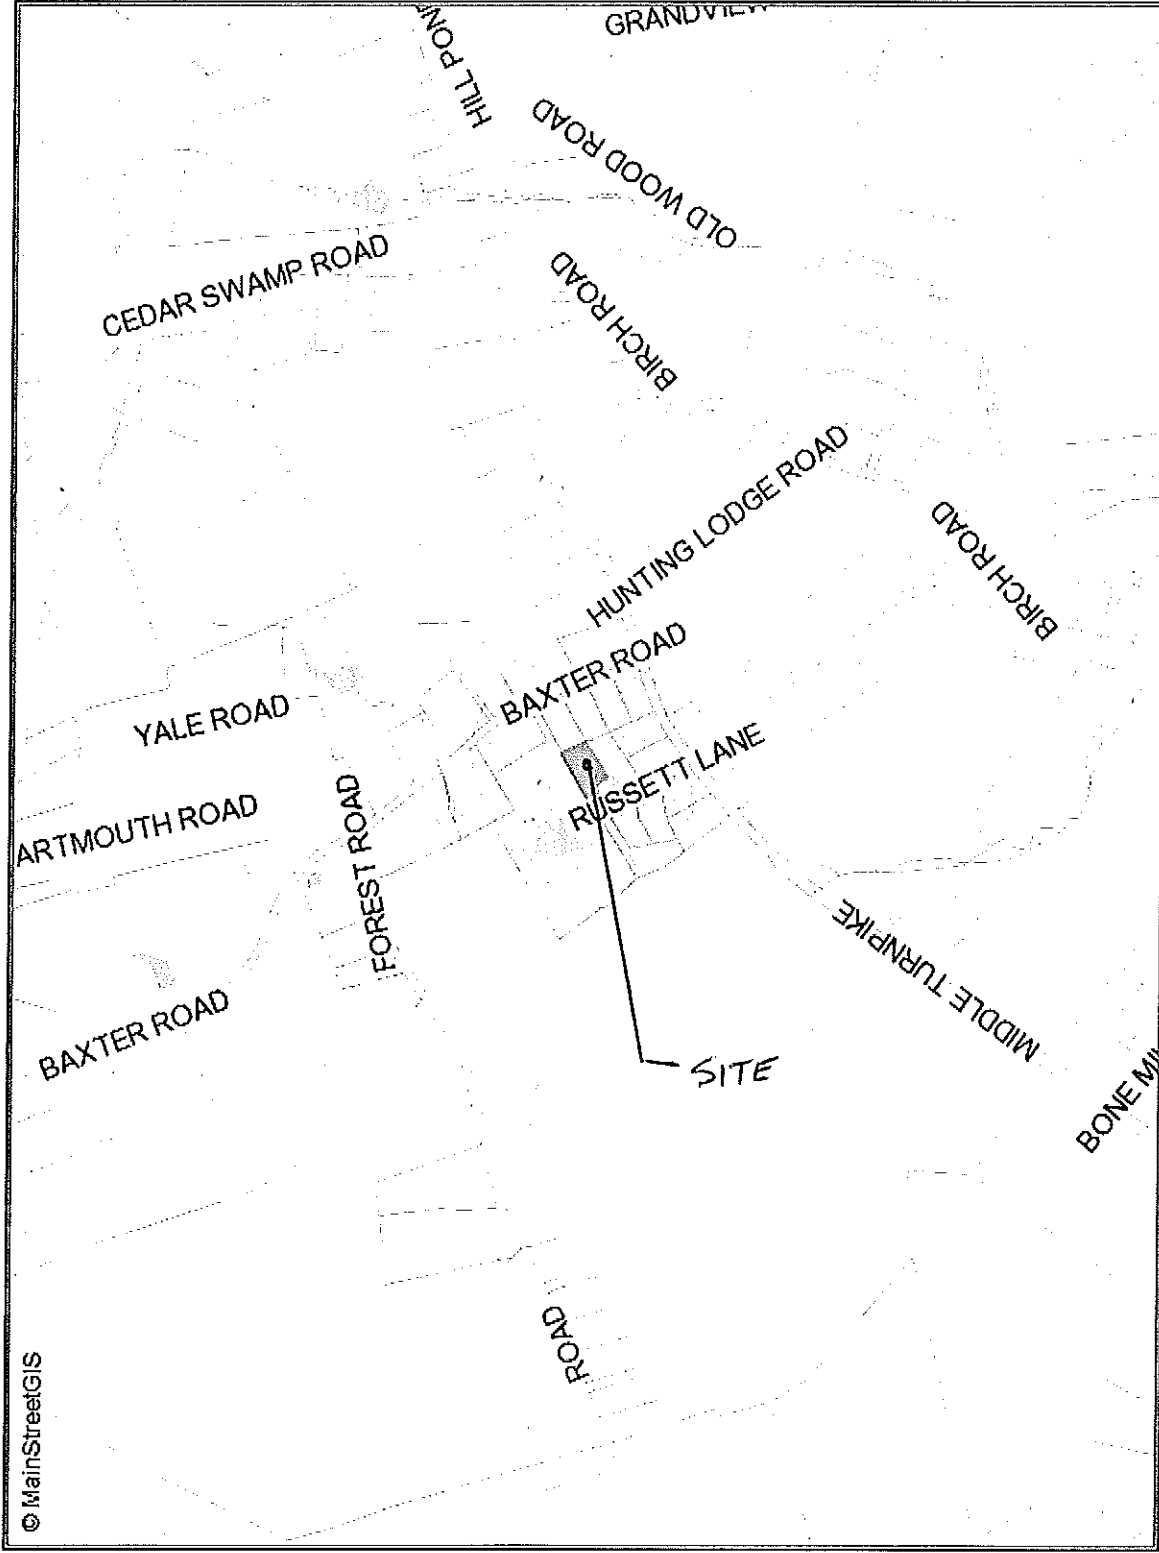 GRANDVIEW
HILL PON
OLD WOOD ROAD
CEDAR SWAMP ROAD
BIRCH ROAD
HUNTING LODGE ROAD
BIRCH ROAD
BAXTER ROAD
YALE ROAD
RUSSETT LANE
ARTMOUTH ROAD
FOREST ROAD
MIDDLE TURNPIKE
BAXTER ROAD
SITE
BONE MI
ROAD
© MainStreetGIS